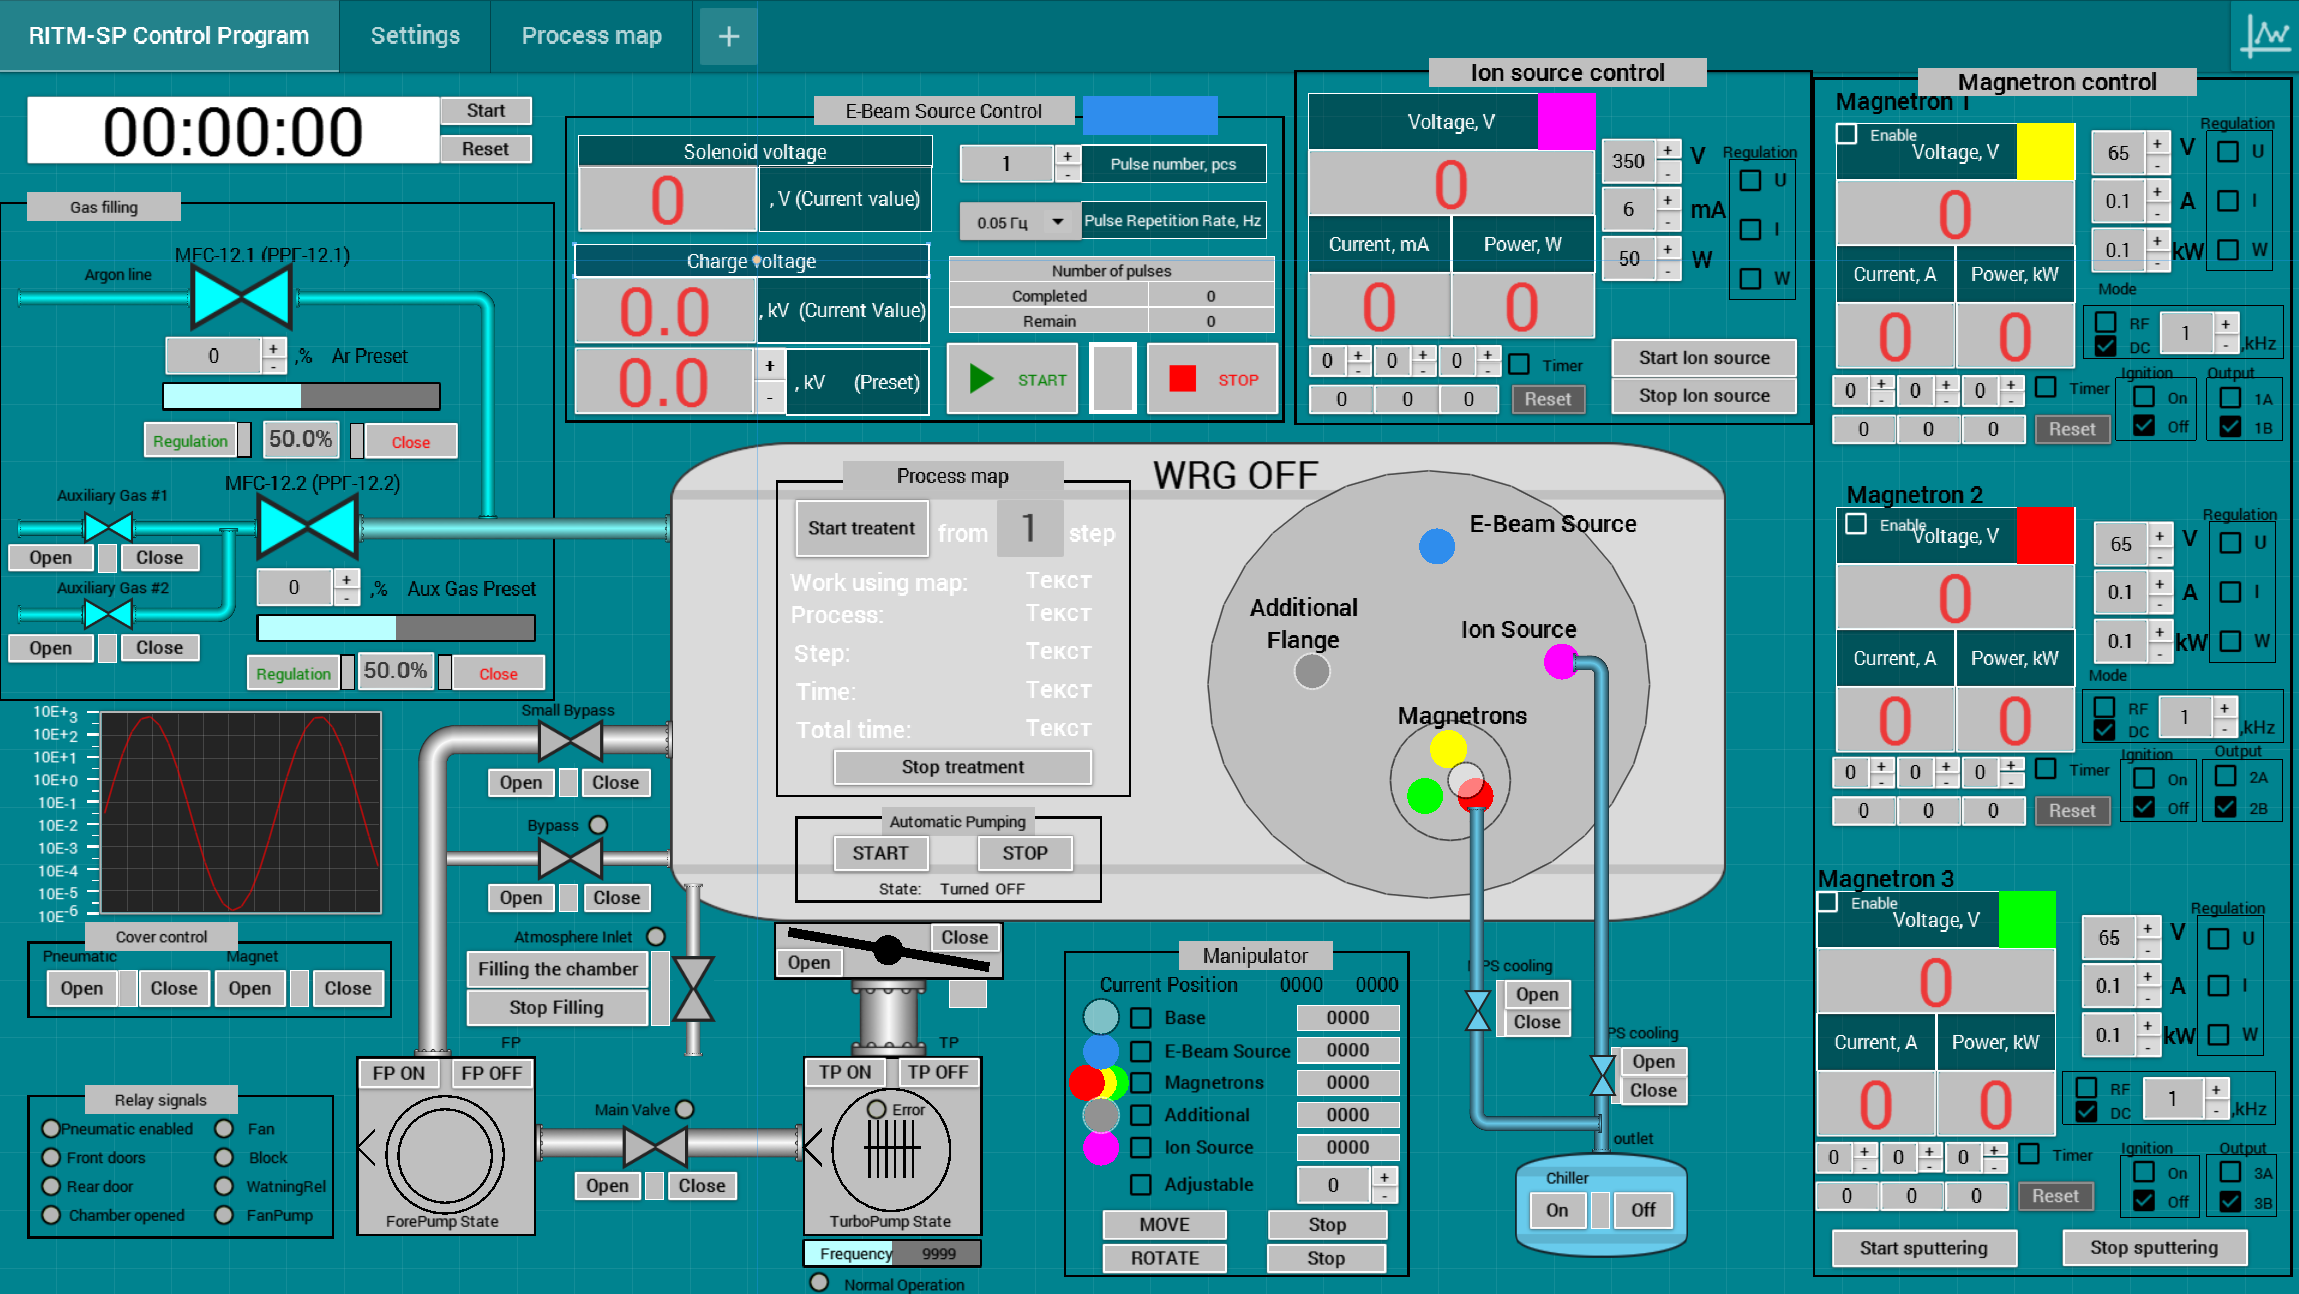 RITM-SP Control Program
Settings
Process map
+
00:00:00
Start
Reset
Gas filling
MFC-12.1 (РРГ-12.1)
Argon line
0
+
-
,%
Ar Preset
Regulation
50.0%
Close
MFC-12.2 (РРГ-12.2)
Auxiliary Gas #1
Open
Close
Auxiliary Gas #2
Open
Close
0
+
-
,%
Aux Gas Preset
Regulation
50.0%
Close
E-Beam Source Control
Solenoid voltage
0
, V (Current value)
Charge voltage
0.0
, kV (Current Value)
0.0
+
-
, kV (Preset)
1
+
-
Pulse number, pcs
0.05 Гц
Pulse Repetition Rate, Hz
Number of pulses
Completed 0
Remain 0
START
STOP
Ion source control
Voltage, V
0
Current, mA
Power, W
0
0
350 + - V
6 + - mA
50 + - W
Regulation
U
I
W
0 + - 0 + - 0 + - Timer
0 0 0 Reset
Start Ion source
Stop Ion source
Magnetron control
Magnetron 1
Enable
Voltage, V
0
Current, A
Power, kW
0
0
65 + - V
0.1 + - A
0.1 + - kW
Regulation
U
I
W
Mode
RF
DC
1 + - ,kHz
0 + - 0 + - 0 + - Timer
0 0 0 Reset
Ignition
On
Off
Output
1A
1B
Magnetron 2
Enable
Voltage, V
0
Current, A
Power, kW
0
0
65 + - V
0.1 + - A
0.1 + - kW
Regulation
U
I
W
Mode
RF
DC
1 + - ,kHz
0 + - 0 + - 0 + - Timer
0 0 0 Reset
Ignition
On
Off
Output
2A
2B
Magnetron 3
Enable
Voltage, V
0
Current, A
Power, kW
0
0
65 + - V
0.1 + - A
0.1 + - kW
Regulation
U
I
W
RF
DC
1 + - ,kHz
0 + - 0 + - 0 + - Timer
0 0 0 Reset
Ignition
On
Off
Output
3A
3B
Start sputtering
Stop sputtering
WRG OFF
Process map
Start treatent from 1 step
Work using map: Текст
Process: Текст
Step: Текст
Time: Текст
Total time: Текст
Stop treatment
Automatic Pumping
START
STOP
State: Turned OFF
E-Beam Source
Additional
Flange
Ion Source
Magnetrons
10E+3
10E+2
10E+1
10E+0
10E-1
10E-2
10E-3
10E-4
10E-5
10E-6
Small Bypass
Open
Close
Bypass
Open
Close
Atmosphere Inlet
Filling the chamber
Stop Filling
Cover control
Pneumatic
Magnet
Open
Close
Open
Close
Relay signals
Pneumatic enabled
Fan
Front doors
Block
Rear door
WatningRel
Chamber opened
FanPump
FP
FP ON
FP OFF
ForePump State
Main Valve
Open
Close
Close
Open
TP
TP ON
TP OFF
Error
TurboPump State
Frequency 9999
Normal Operation
Manipulator
Current Position 0000 0000
Base 0000
E-Beam Source 0000
Magnetrons 0000
Additional 0000
Ion Source 0000
Adjustable 0 + -
MOVE
Stop
ROTATE
Stop
PS cooling
Open
Close
PS cooling
Open
Close
outlet
Chiller
On
Off